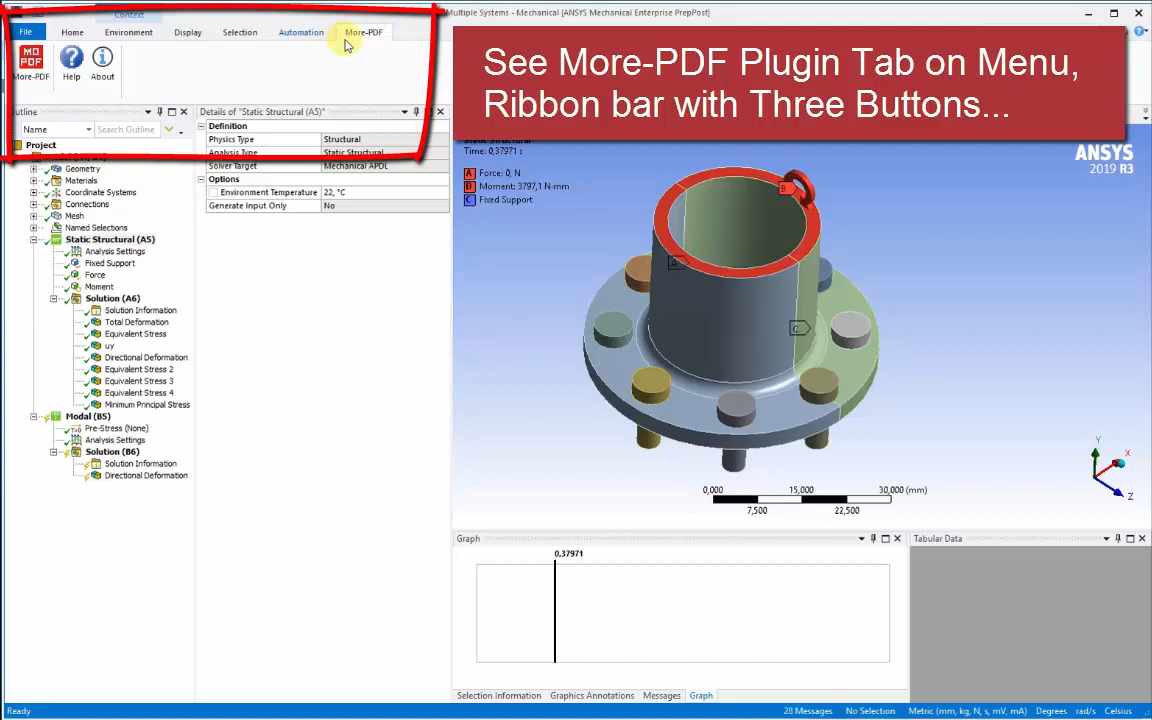 Context
Multiple Systems - Mechanical [ANSYS Mechanical Enterprise PrepPost]
File
Home
Environment
Display
Selection
Automation
More-PDF
MO
PDF
More-PDF
Help
About
See More-PDF Plugin Tab on Menu,
Ribbon bar with Three Buttons...
utline
Name
Search Outline
Project
Geometry
Materials
Coordinate Systems
Connections
Mesh
Named Selections
Static Structural (A5)
Analysis Settings
Fixed Support
Force
Moment
Solution (A6)
Solution Information
Total Deformation
Equivalent Stress
uy
Directional Deformation
Equivalent Stress 2
Equivalent Stress 3
Equivalent Stress 4
Minimum Principal Stress
Modal (B5)
Pre-Stress (None)
Analysis Settings
Solution (B6)
Solution Information
Directional Deformation
Details of "Static Structural (A5)"
Definition
Physics Type Structural
Analysis Type Static Structural
Solver Target Mechanical APDL
Options
Environment Temperature 22, °C
Generate Input Only No
Static Structural
Time: 0,37971 s
A Force: 0, N
B Moment: 3797,1 N-mm
C Fixed Support
ANSYS
2019 R3
B
A
C
0,000 15,000 30,000 (mm)
7,500 22,500
Y
X
Z
Graph
0,37971
Tabular Data
Selection Information Graphics Annotations Messages Graph
Ready
28 Messages No Selection Metric (mm, kg, N, s, mV, mA) Degrees rad/s Celsius